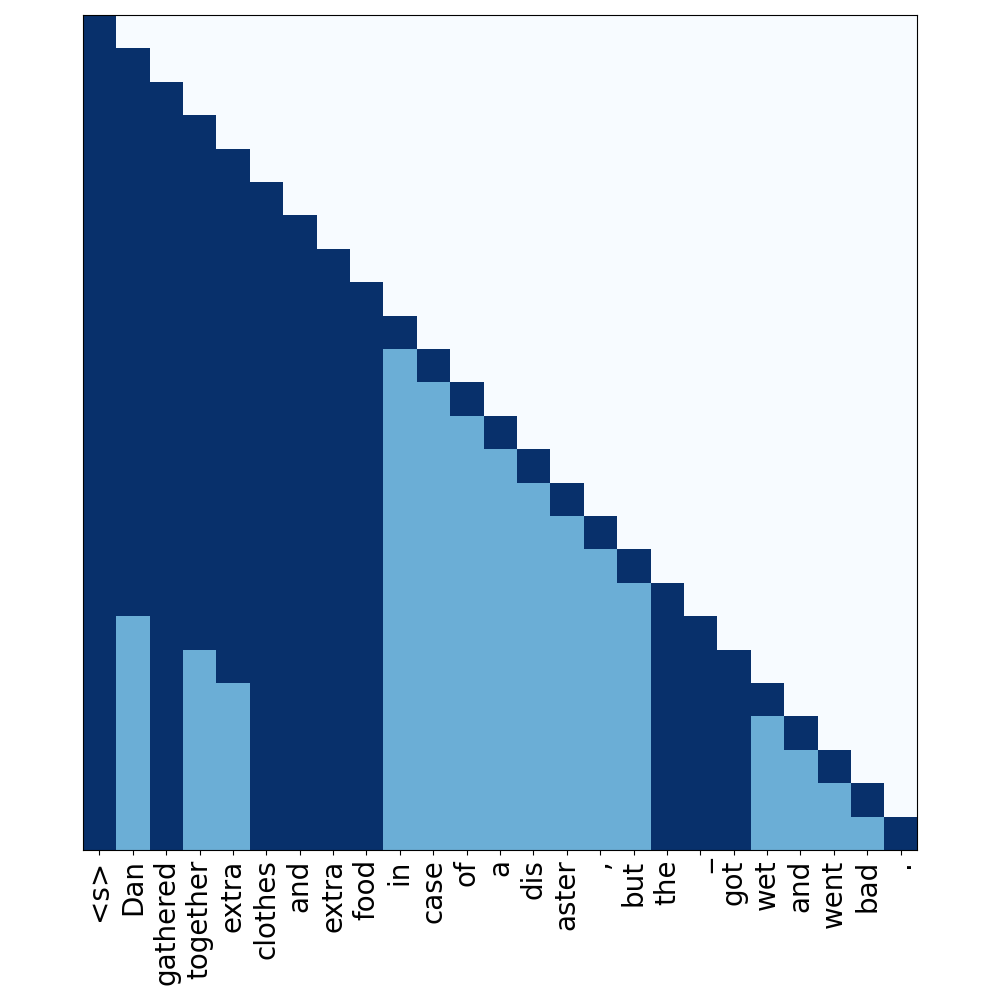 <s> Dan gathered together extra clothes and extra food in case of a dis aster , but the _ got wet and went bad .